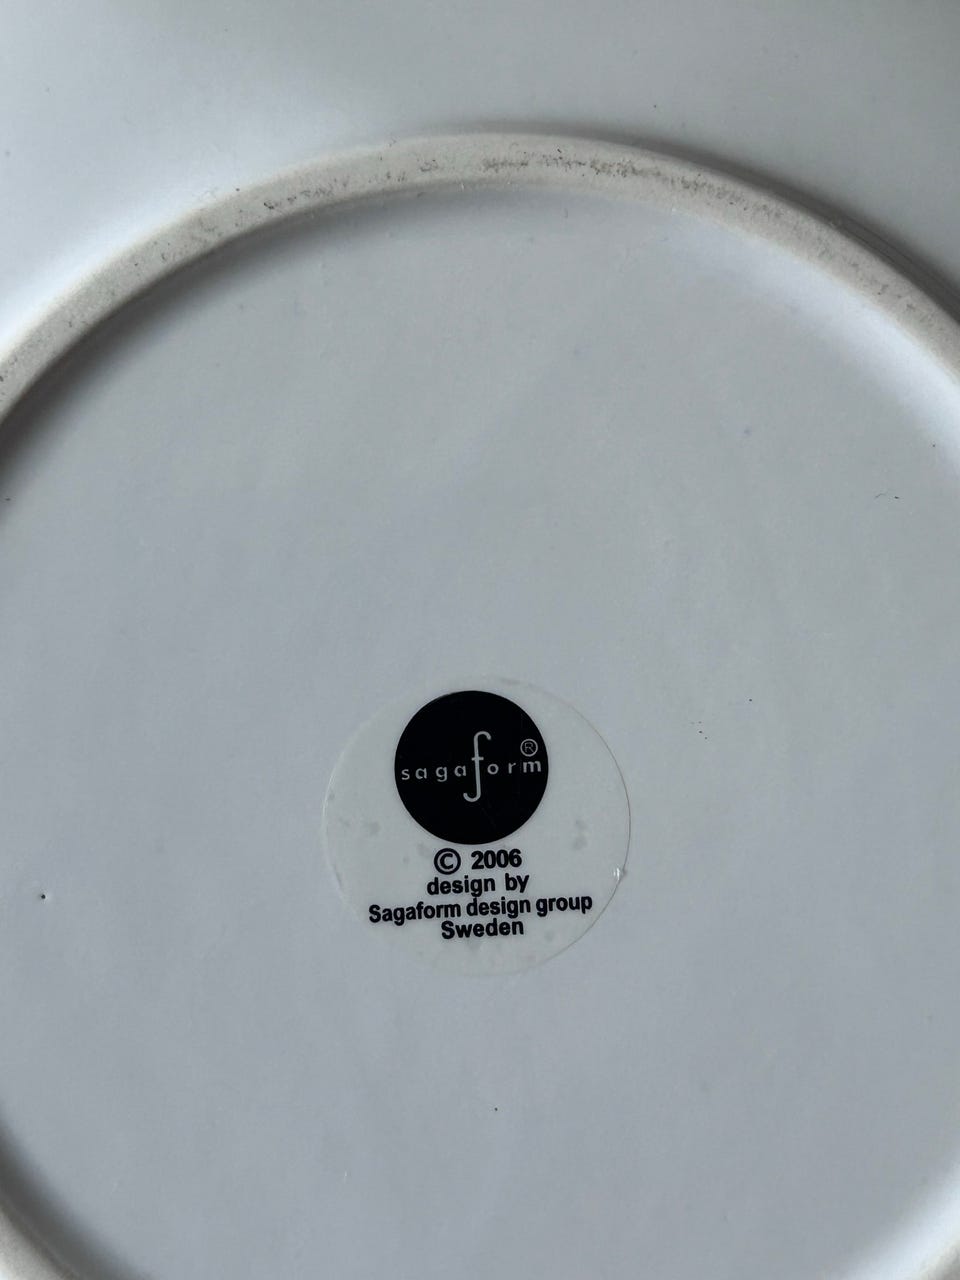 sagaform®
© 2006
design by
Sagaform design group
Sweden